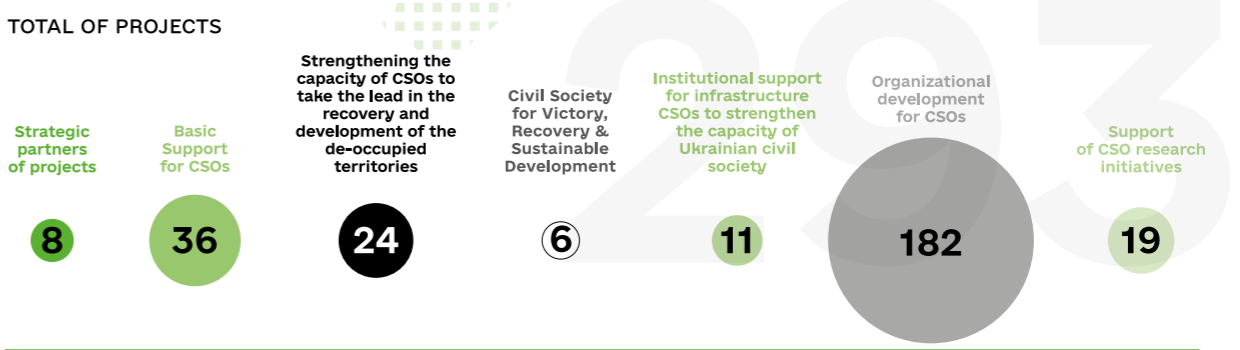 TOTAL OF PROJECTS
293
Strategic
partners
of projects
8
Basic
Support
for CSOs
36
Strengthening the
capacity of CSOs to
take the lead in the
recovery and
development of the
de-occupied
territories
24
Civil Society
for Victory,
Recovery &
Sustainable
Development
6
Institutional support
for infrastructure
CSOs to strengthen
the capacity of
Ukrainian civil
society
11
Organizational
development
for CSOs
182
Support
of CSO research
initiatives
19